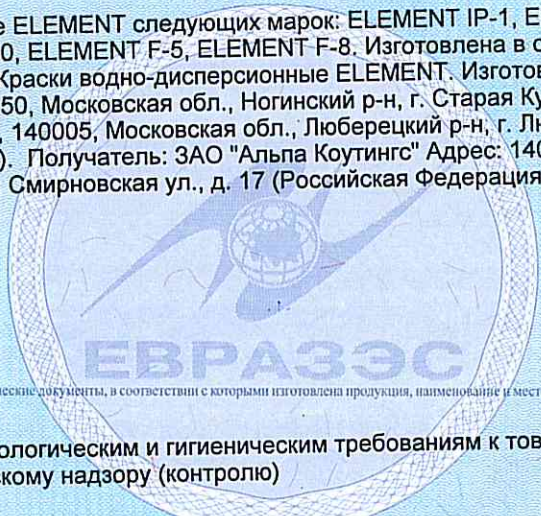 е ELEMENT следующих марок: ELEMENT IP-1, E
0, ELEMENT F-5, ELEMENT F-8. Изготовлена в с
Краски водно-дисперсионные ELEMENT. Изготов
50, Московская обл., Ногинский р-н, г. Старая Ку
, 140005, Московская обл., Люберецкий р-н, г. Лю
). Получатель: ЗАО "Альпа Коутингс" Адрес: 140
Смирновская ул., д. 17 (Российская Федерация
ЕВРАЗЭС
ческие документы, в соответствии с которыми изготовлена продукция, наименование и мест
ологическим и гигиеническим требованиям к тов
скому надзору (контролю)